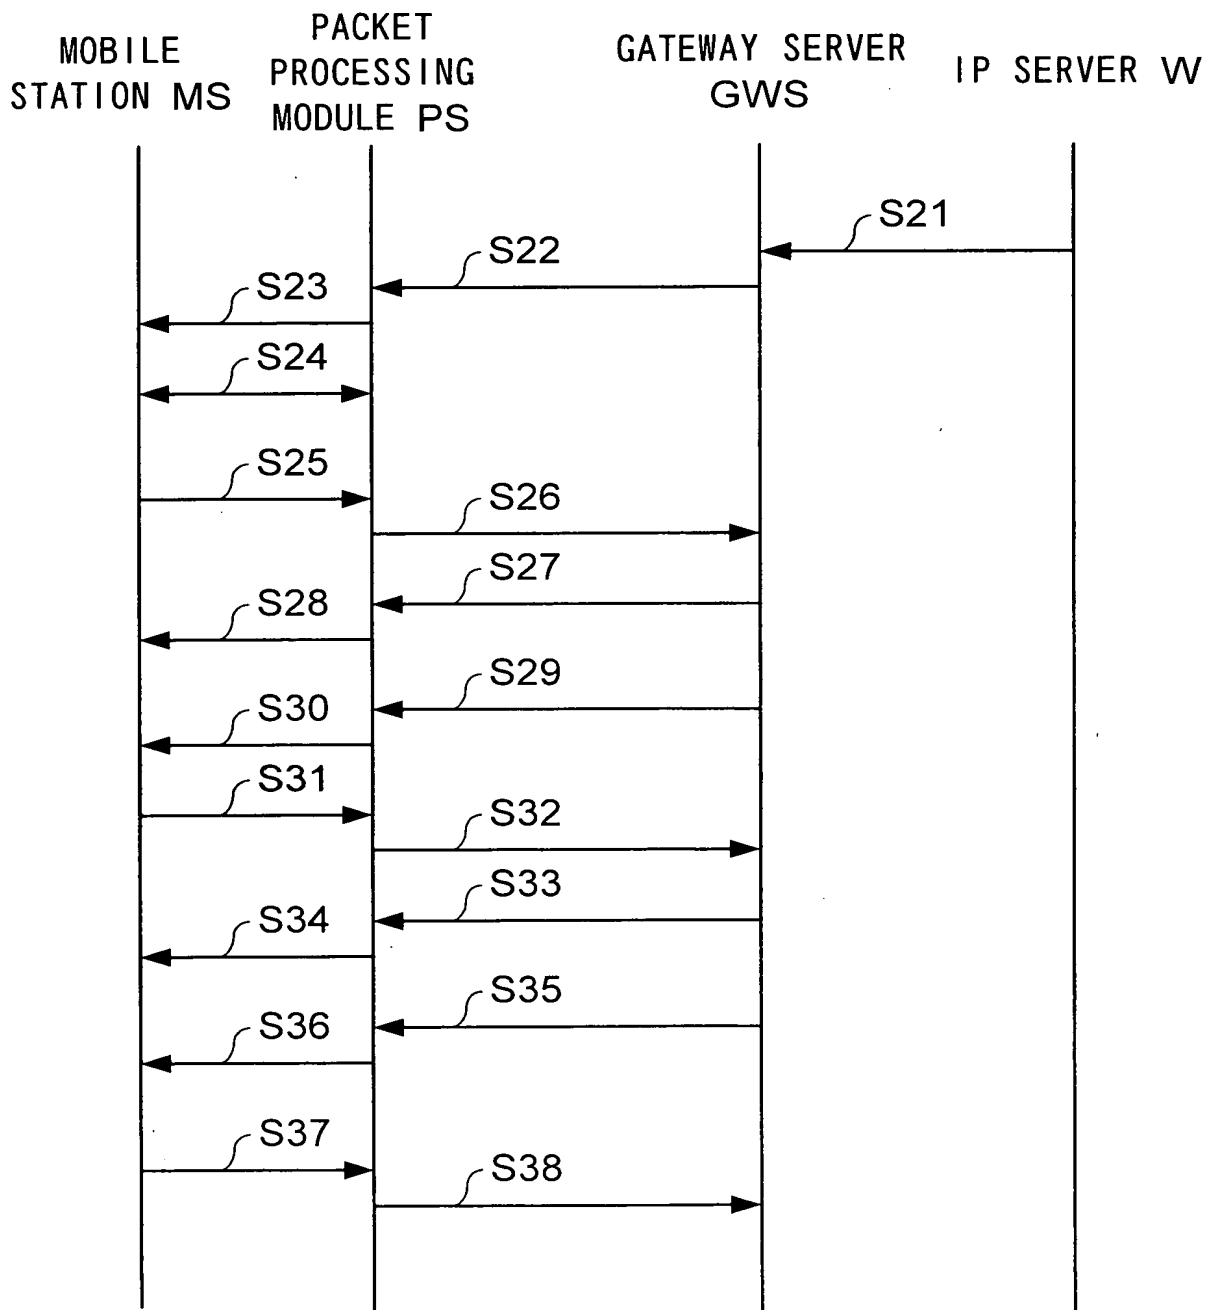 MOBILE
STATION MS
PACKET
PROCESSING
MODULE PS
GATEWAY SERVER
GWS
IP SERVER W
S21
S22
S23
S24
S25
S26
S27
S28
S29
S30
S31
S32
S33
S34
S35
S36
S37
S38